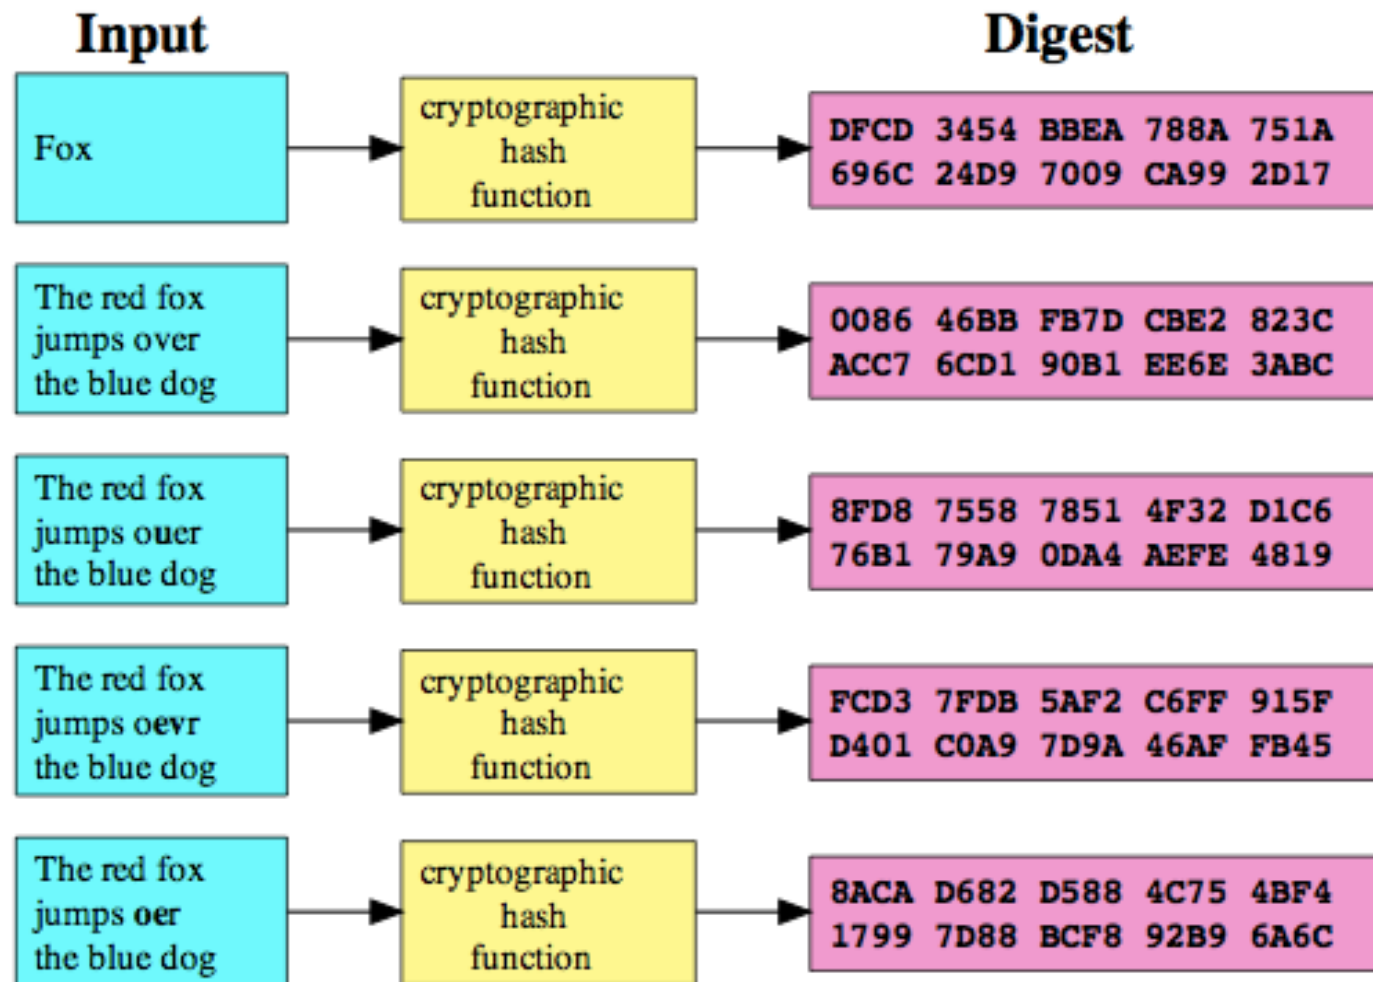 Input
Digest
Fox
cryptographic
hash
function
DFCD 3454 BBEA 788A 751A
696C 24D9 7009 CA99 2D17
The red fox
jumps over
the blue dog
cryptographic
hash
function
0086 46BB FB7D CBE2 823C
ACC7 6CD1 90B1 EE6E 3ABC
The red fox
jumps ouer
the blue dog
cryptographic
hash
function
8FD8 7558 7851 4F32 D1C6
76B1 79A9 0DA4 AEFE 4819
The red fox
jumps oevr
the blue dog
cryptographic
hash
function
FCD3 7FDB 5AF2 C6FF 915F
D401 C0A9 7D9A 46AF FB45
The red fox
jumps oer
the blue dog
cryptographic
hash
function
8ACA D682 D588 4C75 4BF4
1799 7D88 BCF8 92B9 6A6C